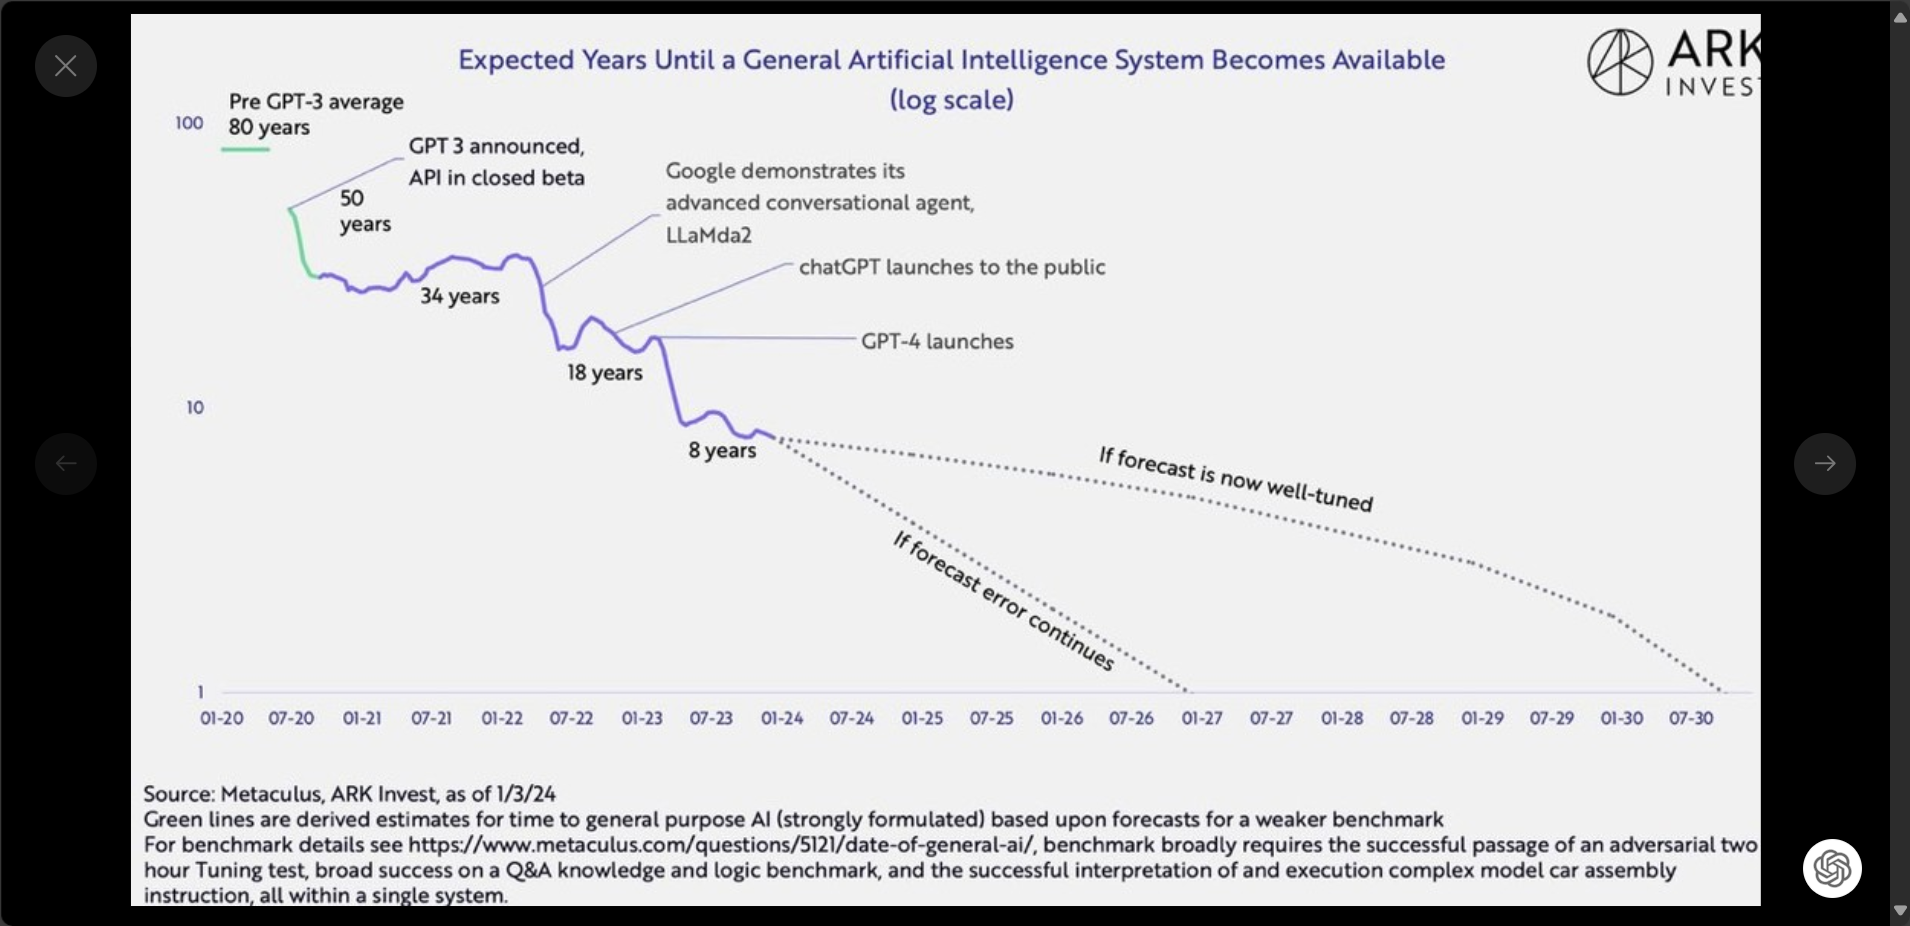 Expected Years Until a General Artificial Intelligence System Becomes Available
(log scale)
ARK
INVEST
Pre GPT-3 average
80 years
100
GPT 3 announced,
API in closed beta
50
years
Google demonstrates its
advanced conversational agent,
LLaMda2
chatGPT launches to the public
34 years
GPT-4 launches
18 years
10
8 years
If forecast is now well-tuned
If forecast error continues
1
01-20 07-20 01-21 07-21 01-22 07-22 01-23 07-23 01-24 07-24 01-25 07-25 01-26 07-26 01-27 07-27 01-28 07-28 01-29 07-29 01-30 07-30
Source: Metaculus, ARK Invest, as of 1/3/24
Green lines are derived estimates for time to general purpose AI (strongly formulated) based upon forecasts for a weaker benchmark
For benchmark details see https://www.metaculus.com/questions/5121/date-of-general-ai/, benchmark broadly requires the successful passage of an adversarial two
hour Tuning test, broad success on a Q&A knowledge and logic benchmark, and the successful interpretation of and execution complex model car assembly
instruction, all within a single system.